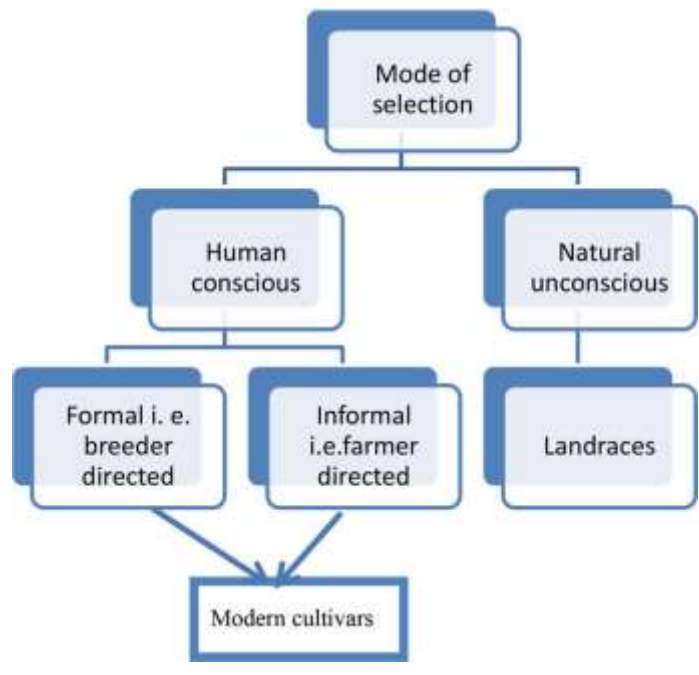 Mode of
selection
Human
conscious
Natural
unconscious
Formal i. e.
breeder
directed
Informal
i.e.farmer
directed
Landraces
Modern cultivars